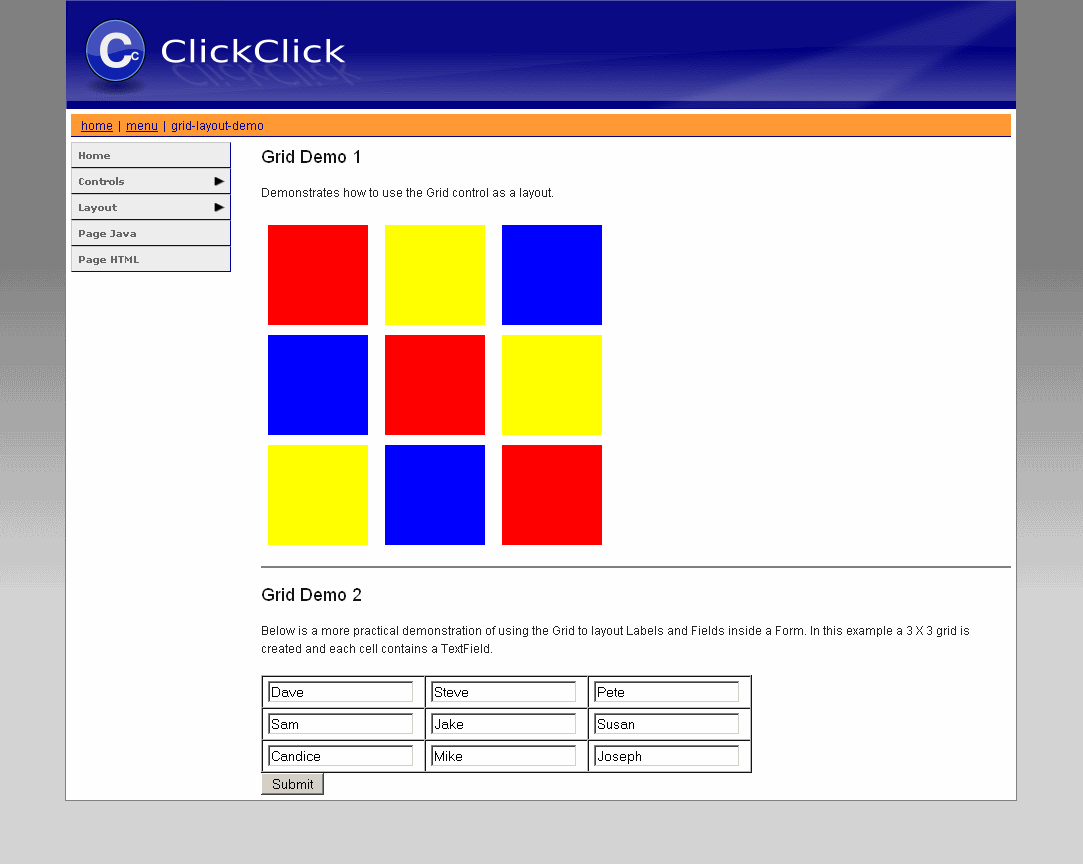 Cc ClickClick
home | menu | grid-layout-demo
Home
Controls
Layout
Page Java
Page HTML
Grid Demo 1
Demonstrates how to use the Grid control as a layout.
Grid Demo 2
Below is a more practical demonstration of using the Grid to layout Labels and Fields inside a Form. In this example a 3 X 3 grid is
created and each cell contains a TextField.
Dave Steve Pete
Sam Jake Susan
Candice Mike Joseph
Submit